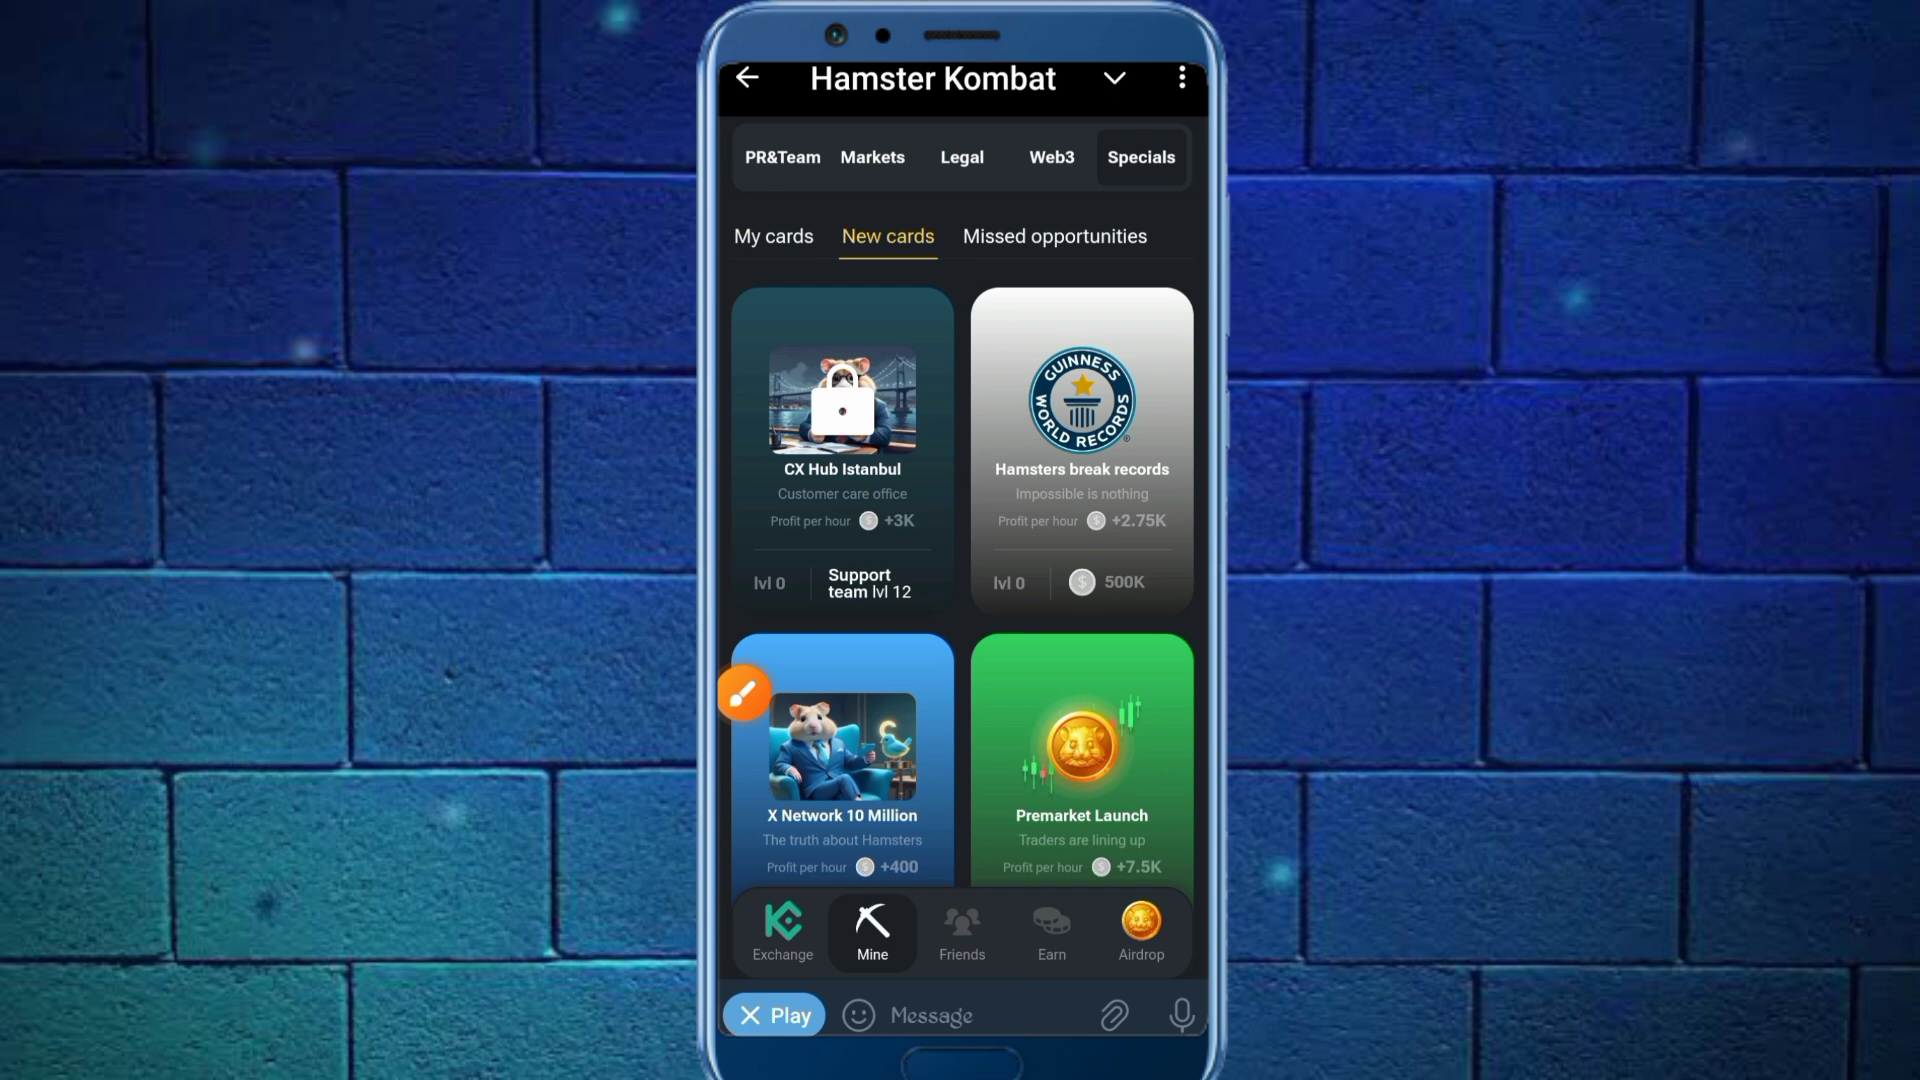 Hamster Kombat
PR&Team Markets Legal Web3 Specials
My cards New cards Missed opportunities
CX Hub Istanbul
Customer care office
Profit per hour $ +3K
lvl 0 Support
team lvl 12
GUINNESS
WORLD RECORDS
Hamsters break records
Impossible is nothing
Profit per hour $ +2.75K
lvl 0 $ 500K
X Network 10 Million
The truth about Hamsters
Profit per hour $ +400
Premarket Launch
Traders are lining up
Profit per hour $ +7.5K
Exchange Mine Friends Earn Airdrop
Play Message